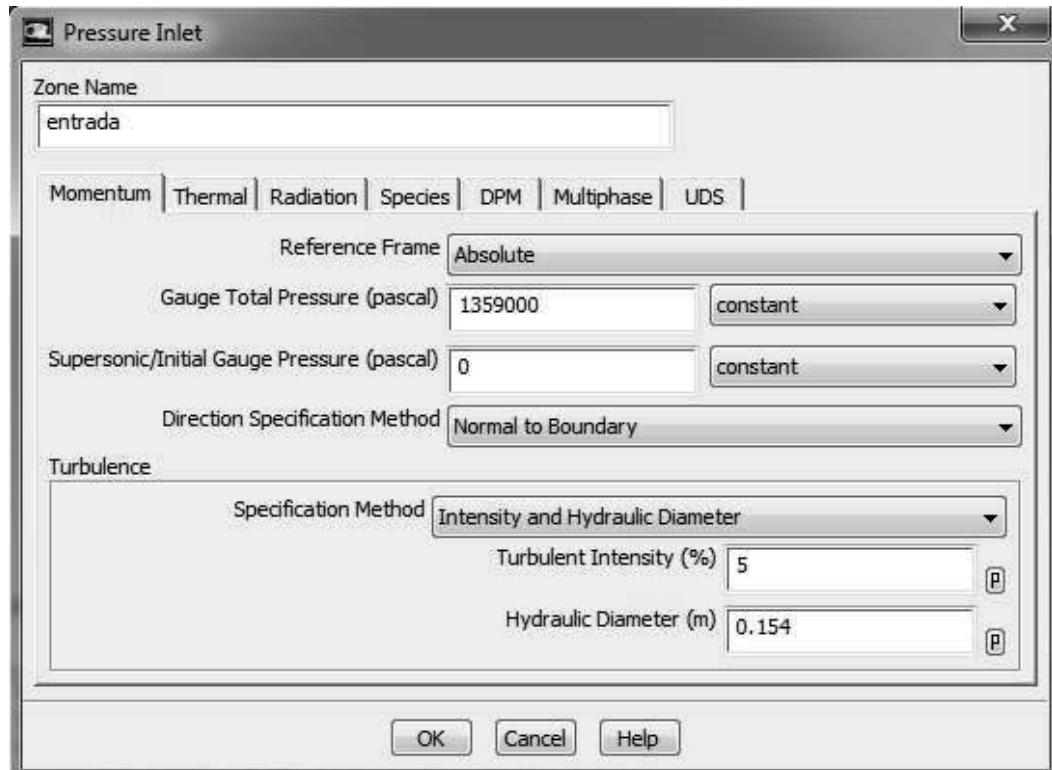 Pressure Inlet
X
Zone Name
entrada
Momentum Thermal Radiation Species DPM Multiphase UDS
Reference Frame Absolute
Gauge Total Pressure (pascal) 1359000 constant
Supersonic/Initial Gauge Pressure (pascal) 0 constant
Direction Specification Method Normal to Boundary
Turbulence
Specification Method Intensity and Hydraulic Diameter
Turbulent Intensity (%) 5 P
Hydraulic Diameter (m) 0.154 P
OK Cancel Help